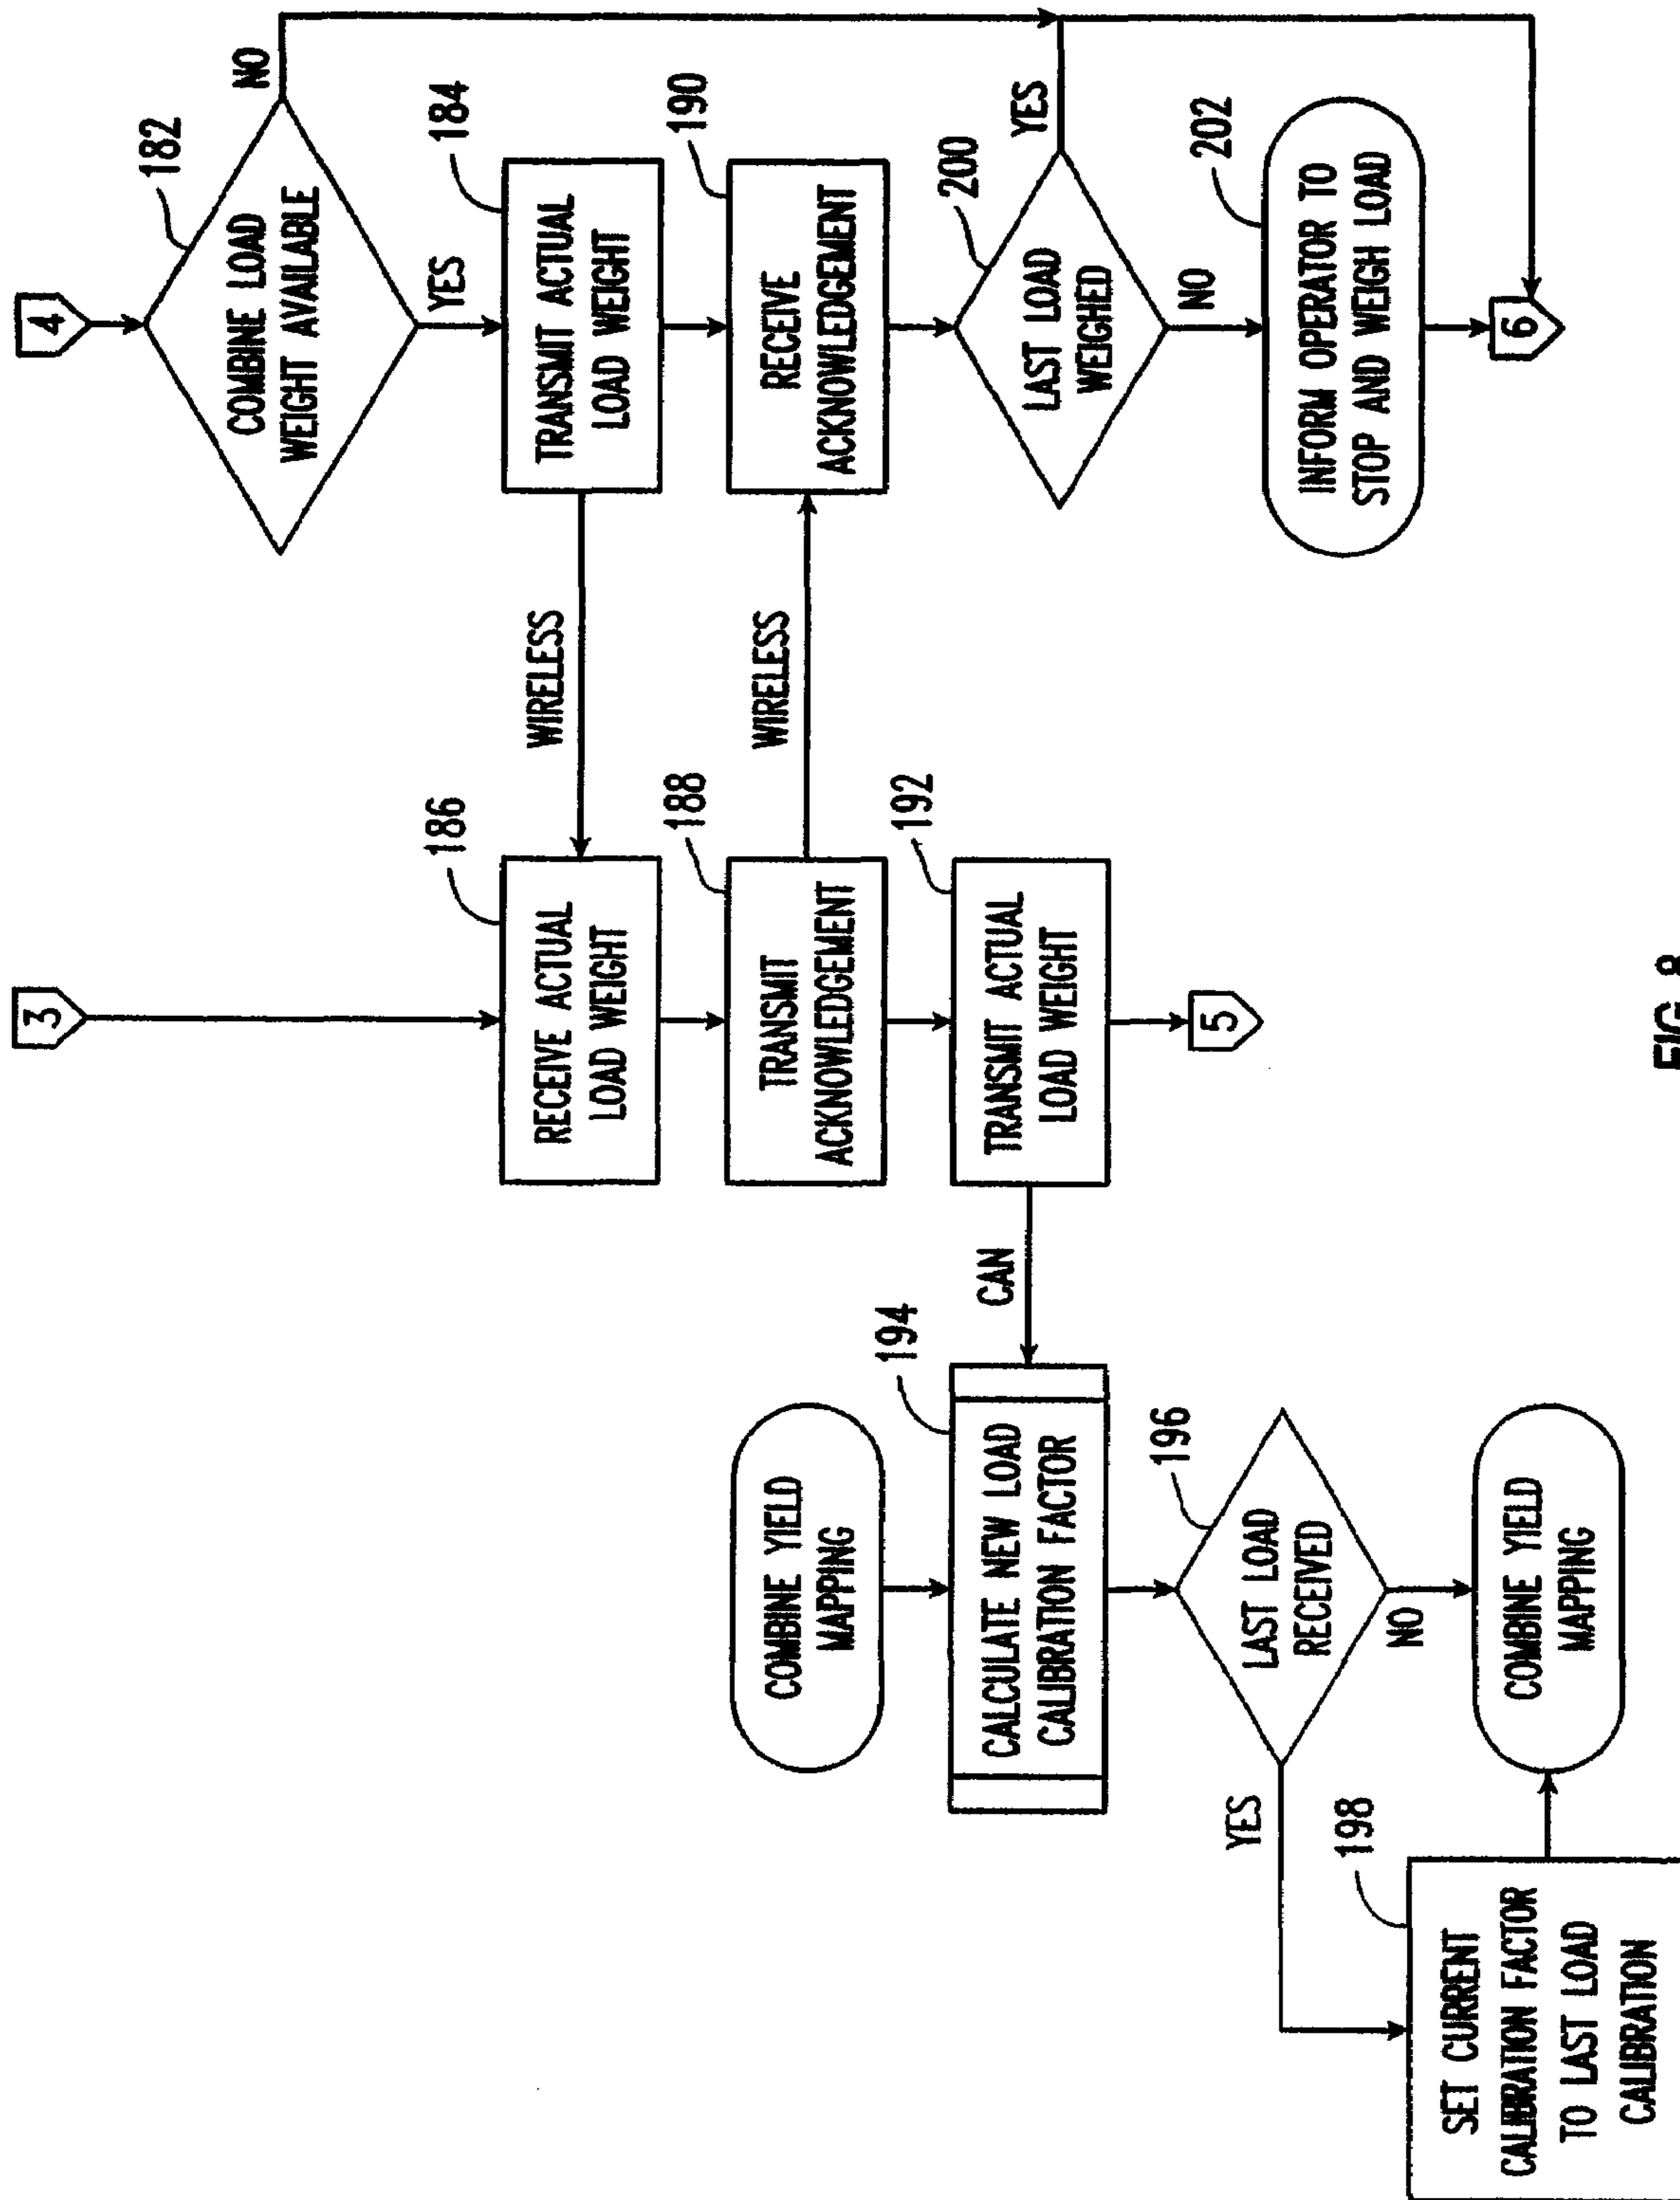 4
COMBINE LOAD
WEIGHT AVAILABLE
182
NO
YES
TRANSMIT ACTUAL
LOAD WEIGHT
184
WIRELESS
RECEIVE
ACKNOWLEDGEMENT
190
WIRELESS
LAST LOAD
WEIGHED
200
YES
NO
INFORM OPERATOR TO
STOP AND WEIGH LOAD
202
6
3
RECEIVE ACTUAL
LOAD WEIGHT
186
TRANSMIT
ACKNOWLEDGEMENT
188
TRANSMIT ACTUAL
LOAD WEIGHT
192
5
CAN
COMBINE YIELD
MAPPING
CALCULATE NEW LOAD
CALIBRATION FACTOR
194
LAST LOAD
RECEIVED
196
NO
YES
COMBINE YIELD
MAPPING
SET CURRENT
CALIBRATION FACTOR
TO LAST LOAD
CALIBRATION
198
FIG. 8